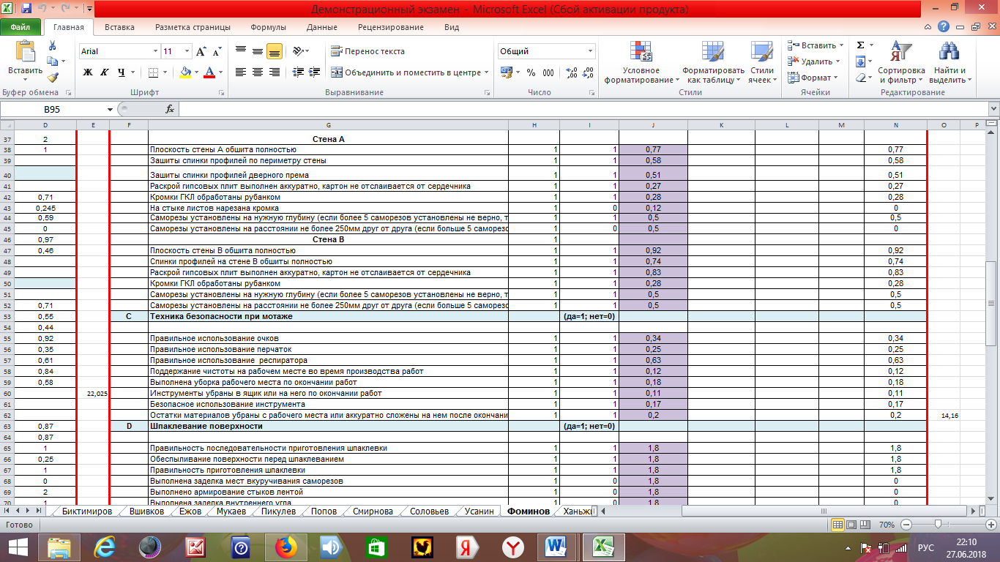 Демонстрационный экзамен - Microsoft Excel (Сбой активации продукта)
Файл Главная Вставка Разметка страницы Формулы Данные Рецензирование Вид
Вставить Arial 11 Перенос текста Общий Условное форматирование Форматировать как таблицу Стили ячеек Вставить Удалить Формат Сортировка и фильтр Найти и выделить
Ж К Ч Объединить и поместить в центре % 000
Буфер обмена Шрифт Выравнивание Число Стили Ячейки Редактирование
B95 fx
D E F G H I J K L M N O P
37 2 Стена А
38 1 Плоскость стены А обшита полностью 1 1 0,77 0,77
39 Зашиты спинки профилей по периметру стены 1 1 0,58 0,58
40 Зашиты спинки профилей дверного према 1 1 0,51 0,51
41 Раскрой гипсовых плит выполнен аккуратно, картон не отслаивается от сердечника 1 1 0,27 0,27
42 0,71 Кромки ГКЛ обработаны рубанком 1 1 0,28 0,28
43 0,245 На стыке листов нарезана кромка 1 0 0,12 0
44 0,59 Саморезы установлены на нужную глубину (если более 5 саморезов установлены не верно, т 1 1 0,5 0,5
45 0 Саморезы установлены на расстоянии не более 250мм друг от друга (если больше 5 саморезо 1 0 0,5 0
46 0,97 Стена В 1
47 0,46 Плоскость стены В обшита полностью 1 1 0,92 0,92
48 Спинки профилей на стене В обшиты полностью 1 1 0,74 0,74
49 Раскрой гипсовых плит выполнен аккуратно, картон не отслаивается от сердечника 1 1 0,83 0,83
50 Кромки ГКЛ обработаны рубанком 1 1 0,28 0,28
51 Саморезы установлены на нужную глубину (если более 5 саморезов установлены не верно, т 1 1 0,5 0,5
52 0,71 Саморезы установлены на расстоянии не более 250мм друг от друга (если больше 5 саморезо 1 1 0,5 0,5
53 0,55 C Техника безопасности при мотаже (да=1; нет=0)
54 0,44
55 0,92 Правильное использование очков 1 1 0,34 0,34
56 0,35 Правильное использование перчаток 1 1 0,25 0,25
57 0,61 Правильное использование респиратора 1 1 0,63 0,63
58 0,84 Поддержание чистоты на рабочем месте во время производства работ 1 1 0,12 0,12
59 0,58 Выполнена уборка рабочего места по окончании работ 1 1 0,18 0,18
60 22,025 Инструменты убраны в ящик или на него по окончании работ 1 1 0,11 0,11
61 Безопасное использование инструмента 1 1 0,17 0,17
62 Остатки материалов убраны с рабочего места или аккуратно сложены на нем после окончани 1 1 0,2 0,2 14,16
63 0,87 D Шпаклевание поверхности (да=1; нет=0)
64 0,87
65 1 Правильность последовательности приготовления шпаклевки 1 1 1,8 1,8
66 0,25 Обеспыливание поверхности перед шпаклеванием 1 1 1,8 1,8
67 1 Правильность приготовления шпаклевки 1 1 1,8 1,8
68 0 Выполнена заделка мест вкуручивания саморезов 1 0 1,8 0
69 2 Выполнено армирование стыков лентой 1 0 1,8 0
70 1 Выполнена заделка внутреннего угла 1 0 1,8 0
Биктимиров Вшивков Ежов Мукаев Пикулев Попов Смирнова Соловьев Усанин Фоминов Ханьжи
Готово 70%
РУС 22:10
27.06.2018